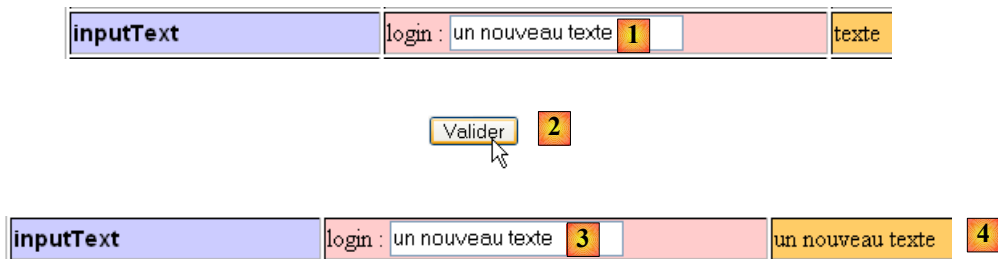 inputText login : un nouveau texte 1 texte
Valider 2
inputText login : un nouveau texte 3 un nouveau texte 4